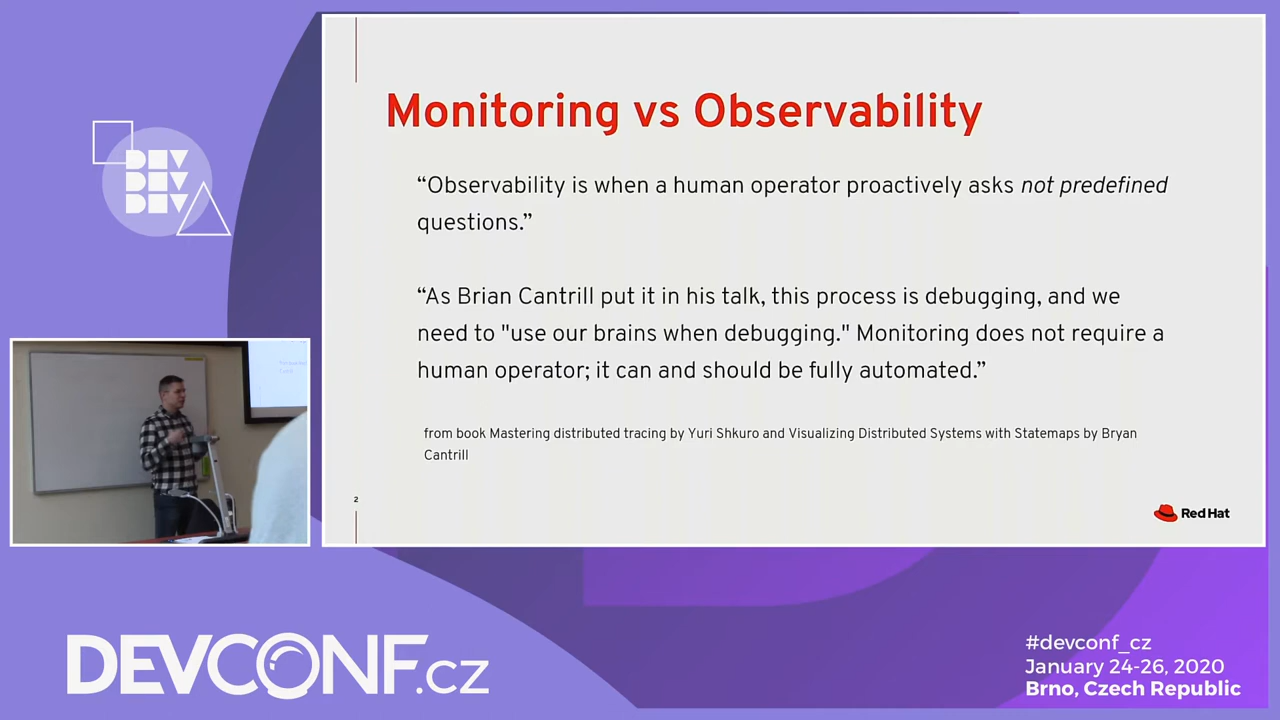 DEV
DEV
DEV
Monitoring vs Observability
“Observability is when a human operator proactively asks not predefined
questions.”
“As Brian Cantrill put it in his talk, this process is debugging, and we
need to "use our brains when debugging." Monitoring does not require a
human operator; it can and should be fully automated.”
from book Mastering distributed tracing by Yuri Shkuro and Visualizing Distributed Systems with Statemaps by Bryan
Cantrill
2
Red Hat
DEVCONF.cz
#devconf_cz
January 24-26, 2020
Brno, Czech Republic